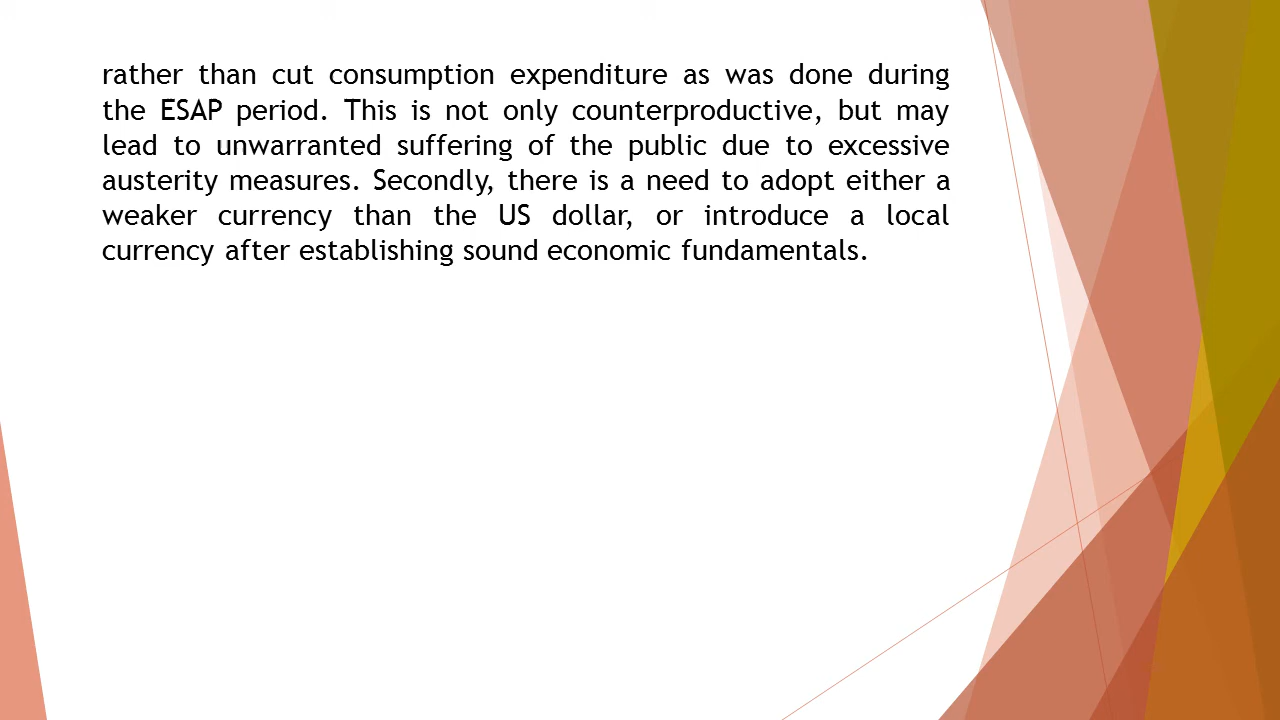 rather than cut consumption expenditure as was done during
the ESAP period. This is not only counterproductive, but may
lead to unwarranted suffering of the public due to excessive
austerity measures. Secondly, there is a need to adopt either a
weaker currency than the US dollar, or introduce a local
currency after establishing sound economic fundamentals.